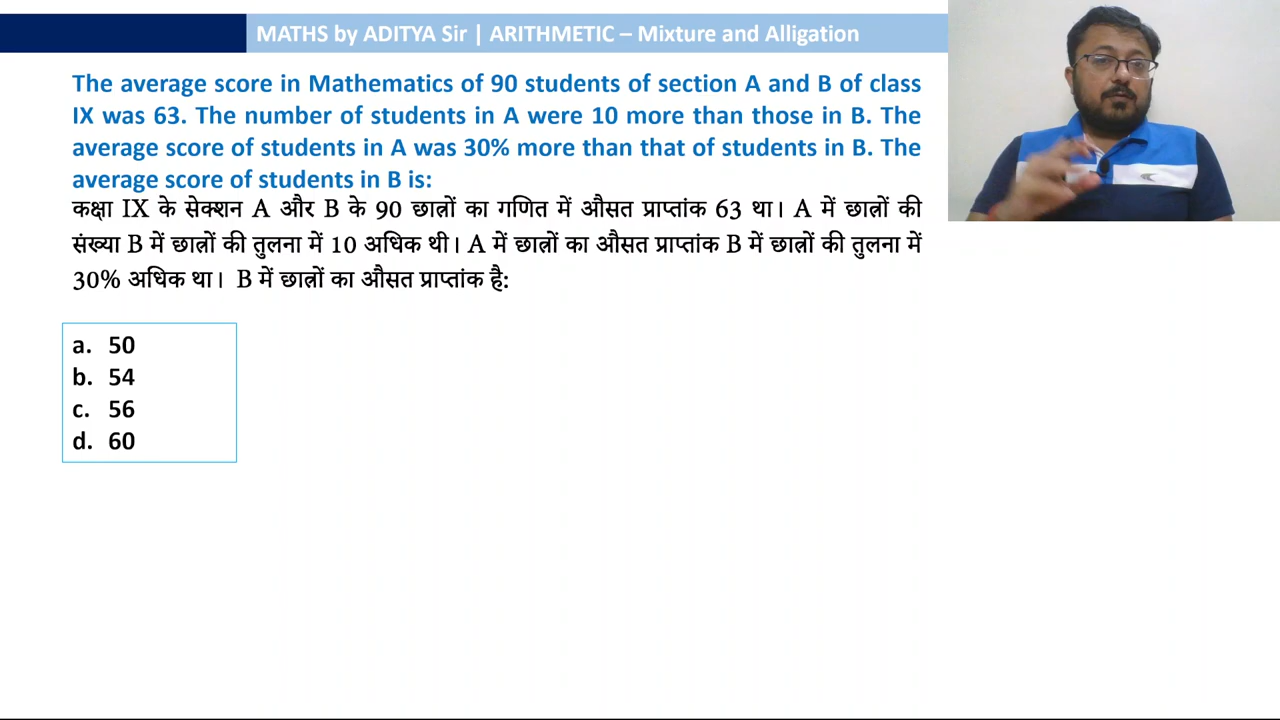 MATHS by ADITYA Sir | ARITHMETIC – Mixture and Alligation
The average score in Mathematics of 90 students of section A and B of class
IX was 63. The number of students in A were 10 more than those in B. The
average score of students in A was 30% more than that of students in B. The
average score of students in B is:
कक्षा IX के सेक्शन A और B के 90 छात्रों का गणित में औसत प्राप्तांक 63 था। A में छात्रों की
संख्या B में छात्रों की तुलना में 10 अधिक थी। A में छात्रों का औसत प्राप्तांक B में छात्रों की तुलना में
30% अधिक था। B में छात्रों का औसत प्राप्तांक है:
a. 50
b. 54
c. 56
d. 60